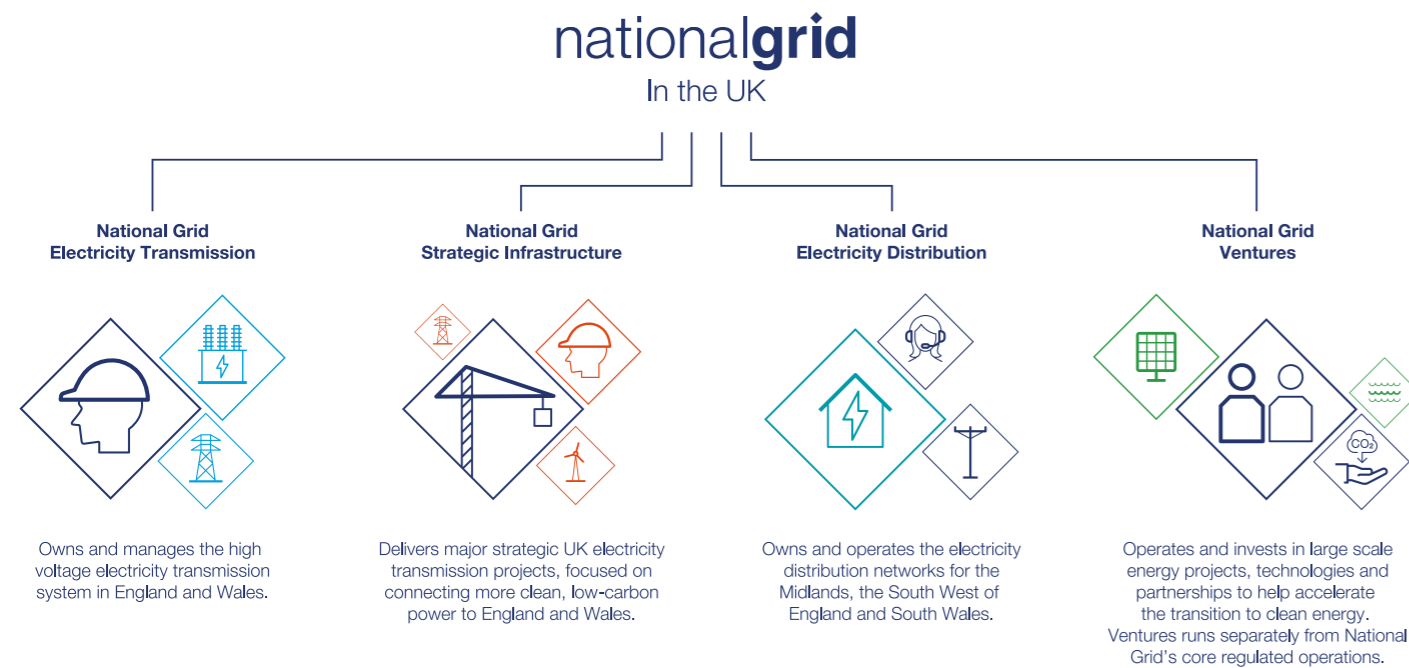 nationalgrid
In the UK
National Grid
Electricity Transmission
National Grid
Strategic Infrastructure
National Grid
Electricity Distribution
National Grid
Ventures
CO₂
Owns and manages the high
voltage electricity transmission
system in England and Wales.
Delivers major strategic UK electricity
transmission projects, focused on
connecting more clean, low-carbon
power to England and Wales.
Owns and operates the electricity
distribution networks for the
Midlands, the South West of
England and South Wales.
Operates and invests in large scale
energy projects, technologies and
partnerships to help accelerate
the transition to clean energy.
Ventures runs separately from National
Grid's core regulated operations.